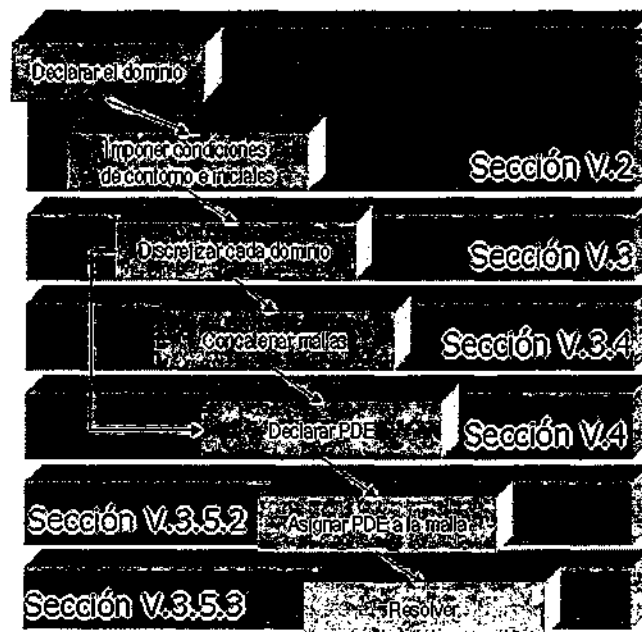 Declarar el dominio
Imponer condiciones
de contorno e iniciales
Sección V.2
Discretizar cada dominio
Sección V.3
Concatenar mallas
Sección V.3.4
Declarar PDE
Sección V.4
Sección V.3.5.2
Asignar PDE a la malla
Sección V.3.5.3
Resolver